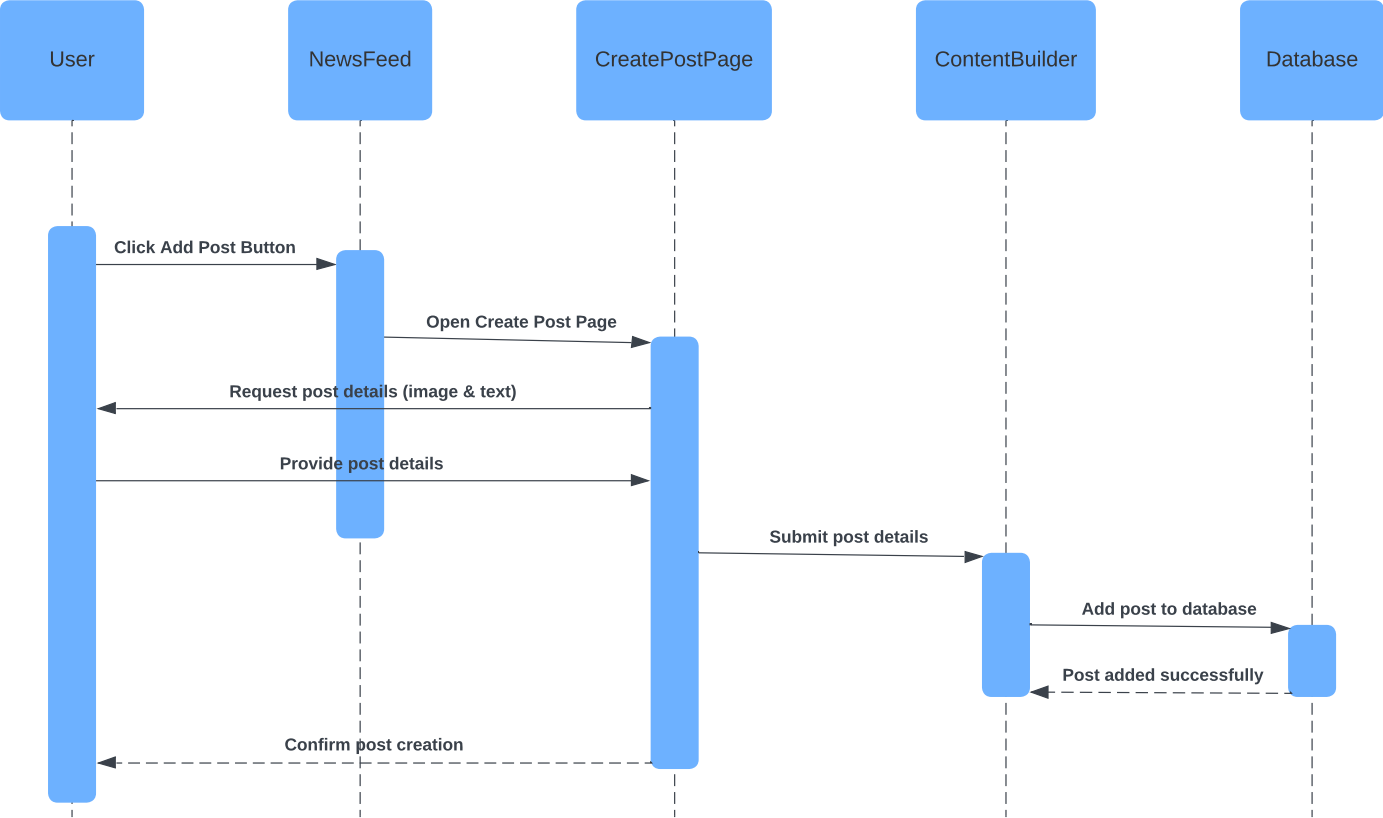 User
NewsFeed
CreatePostPage
ContentBuilder
Database
Click Add Post Button
Open Create Post Page
Request post details (image & text)
Provide post details
Submit post details
Add post to database
Post added successfully
Confirm post creation